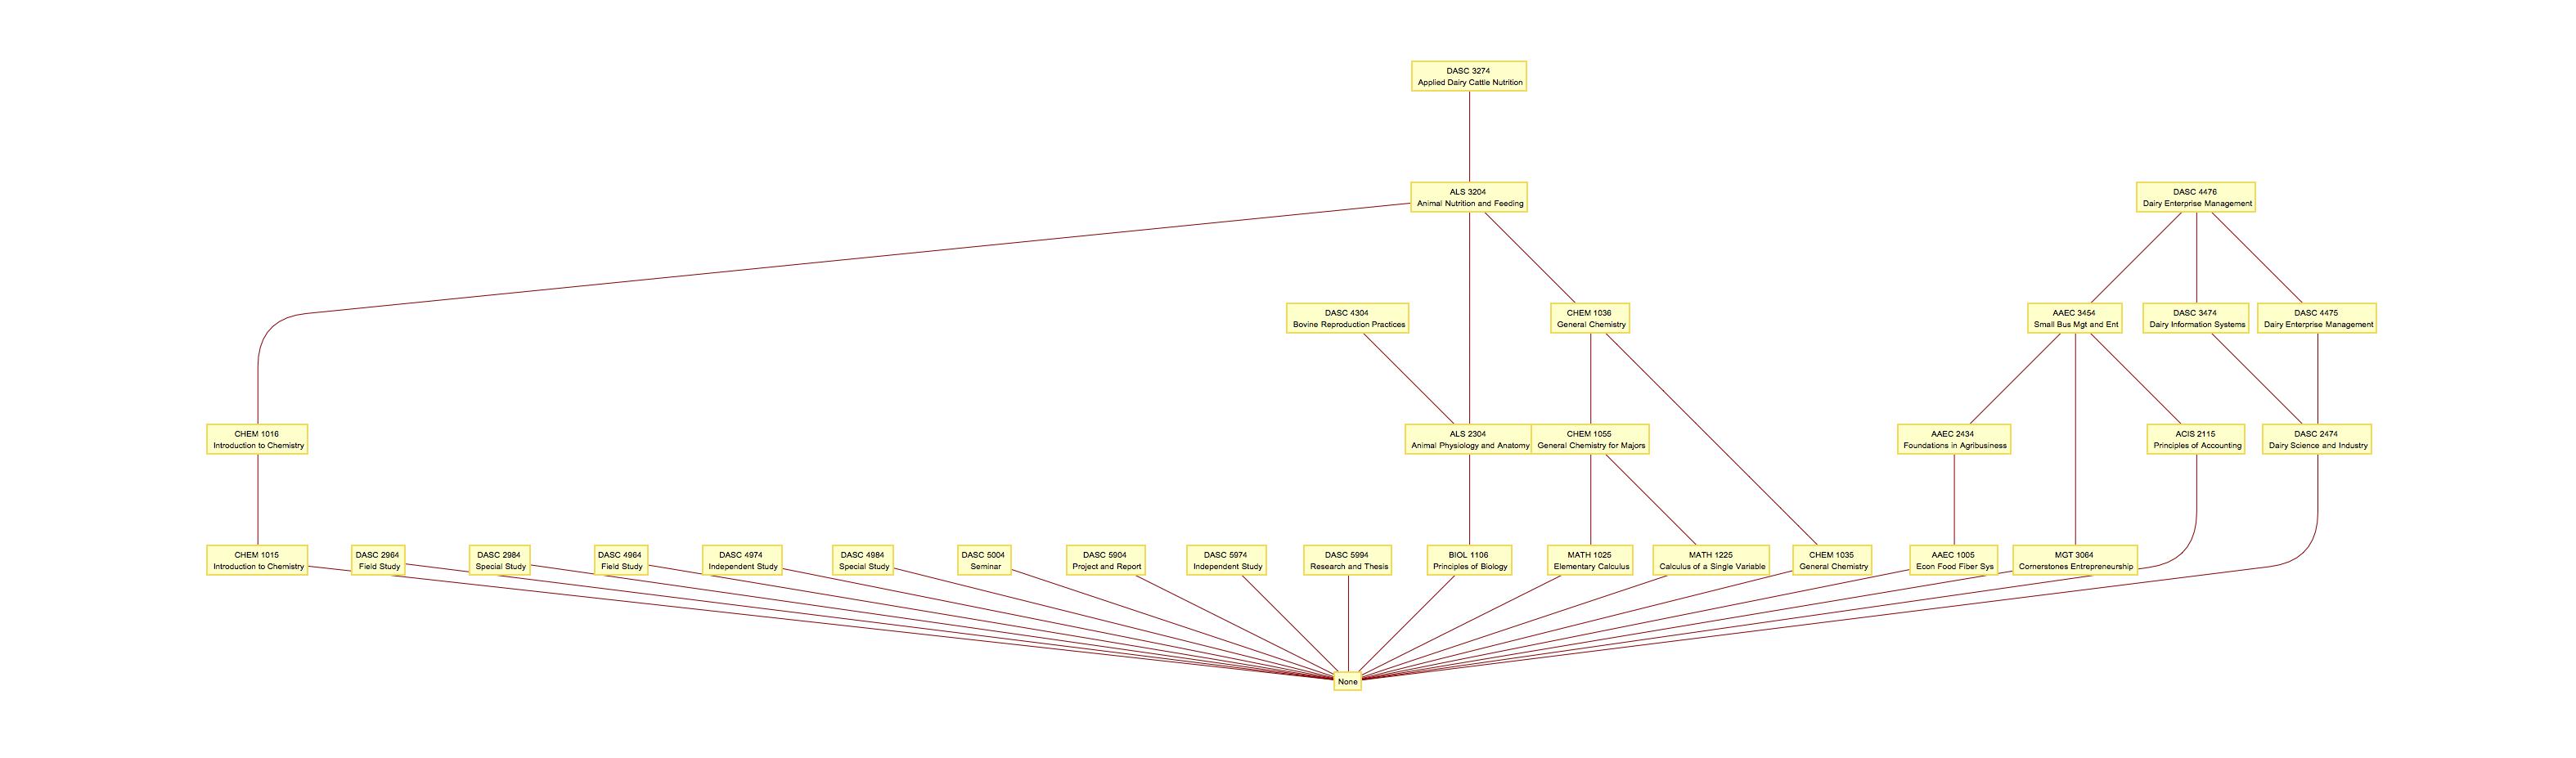 DASC 3274
Applied Dairy Cattle Nutrition
ALS 3204
Animal Nutrition and Feeding
DASC 4476
Dairy Enterprise Management
DASC 4304
Bovine Reproduction Practices
CHEM 1036
General Chemistry
AAEC 3454
Small Bus Mgt and Ent
DASC 3474
Dairy Information Systems
DASC 4475
Dairy Enterprise Management
CHEM 1016
Introduction to Chemistry
ALS 2304
Animal Physiology and Anatomy
CHEM 1055
General Chemistry for Majors
AAEC 2434
Foundations in Agribusiness
ACIS 2115
Principles of Accounting
DASC 2474
Dairy Science and Industry
CHEM 1015
Introduction to Chemistry
DASC 2964
Field Study
DASC 2984
Special Study
DASC 4964
Field Study
DASC 4974
Independent Study
DASC 4984
Special Study
DASC 5004
Seminar
DASC 5904
Project and Report
DASC 5974
Independent Study
DASC 5994
Research and Thesis
BIOL 1106
Principles of Biology
MATH 1025
Elementary Calculus
MATH 1225
Calculus of a Single Variable
CHEM 1035
General Chemistry
AAEC 1005
Econ Food Fiber Sys
MGT 3064
Cornerstones Entrepreneurship
None